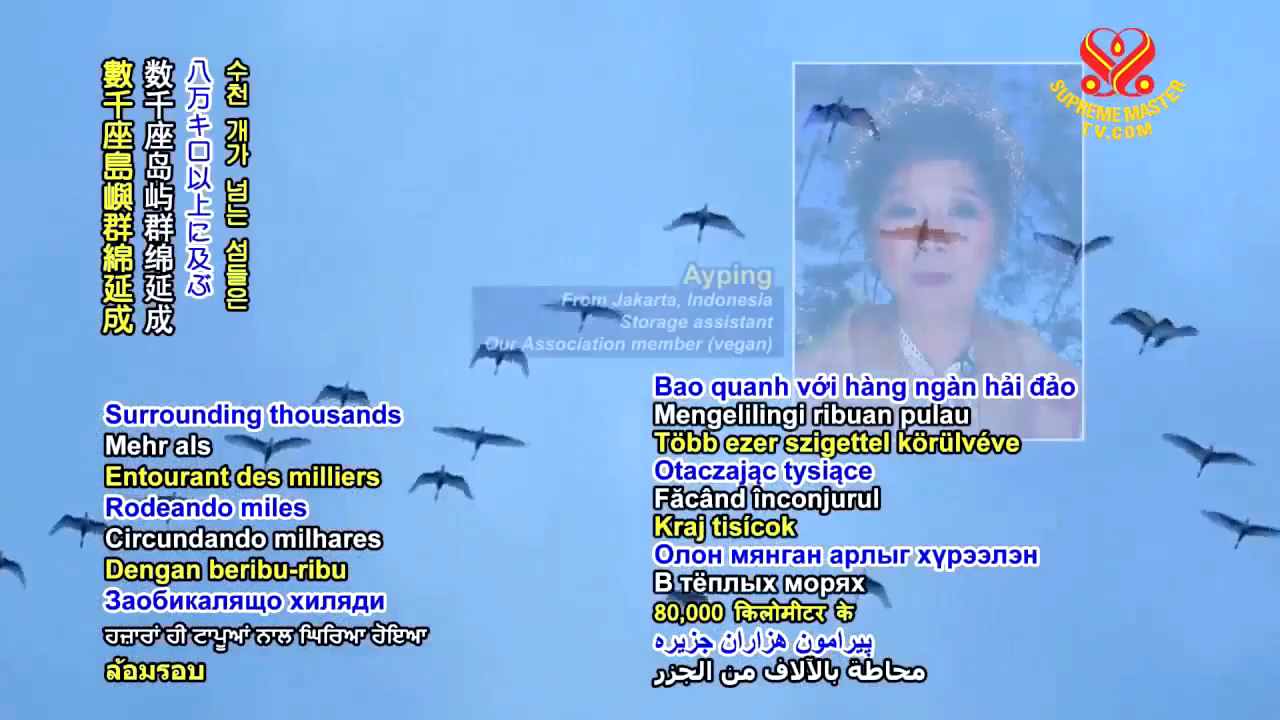 數千座島嶼群綿延成
数千座岛屿群绵延成
八万キロ以上に及ぶ
수천 개가 넘는 섬들인
SUPREME MASTER
TV.COM
Ayping
From Jakarta, Indonesia
Storage assistant
Our Association member (vegan)
Surrounding thousands
Mehr als
Entourant des milliers
Rodeando miles
Circundando milhares
Dengan beribu-ribu
Заобикалящо хиляди
ਹਜ਼ਾਰਾਂ ਹੀ ਟਾਪੂਆਂ ਨਾਲ ਘਿਰਿਆ ਹੋਇਆ
ล้อมรอบ
Bao quanh với hàng ngàn hải đảo
Mengelilingi ribuan pulau
Több ezer szigettel körülvéve
Otaczając tysiące
Făcând înconjurul
Kraj tisícok
Олон мянган арлыг хүрээлэн
В тёплых морях
80,000 किलोमीटर के
پیرامون هزاران جزیره
محاطة بالآلاف من الجزر